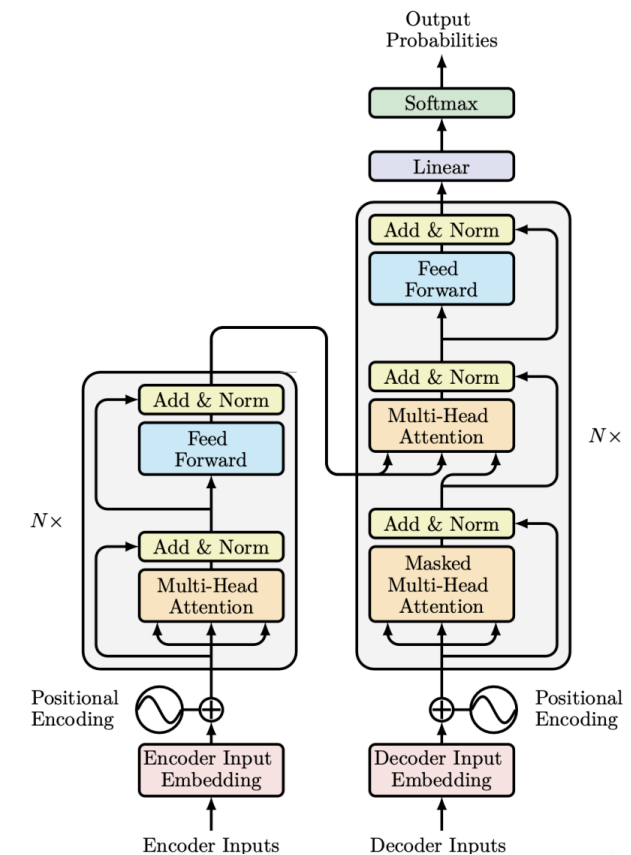 Output
Probabilities
Softmax
Linear
Add & Norm
Feed
Forward
Add & Norm
Multi-Head
Attention
N×
Add & Norm
Masked
Multi-Head
Attention
Add & Norm
Feed
Forward
N×
Add & Norm
Multi-Head
Attention
Positional
Encoding
Positional
Encoding
Encoder Input
Embedding
Decoder Input
Embedding
Encoder Inputs
Decoder Inputs